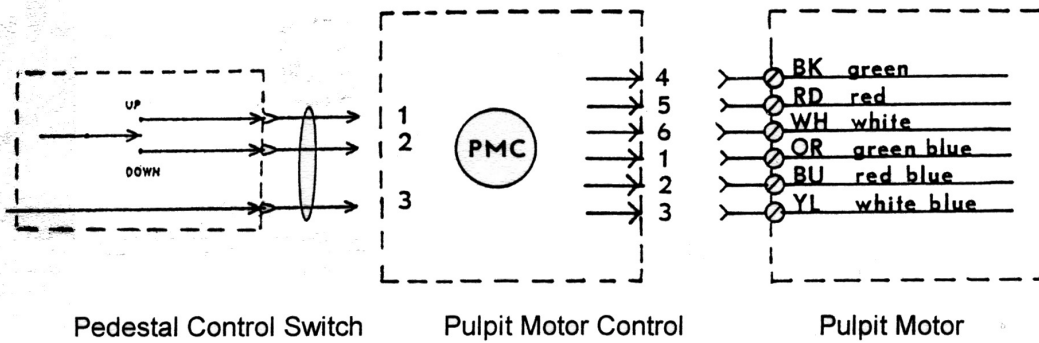 UP
DOWN
1
2
3
PMC
4
5
6
1
2
3
BK green
RD red
WH white
OR green blue
BU red blue
YL white blue
Pedestal Control Switch
Pulpit Motor Control
Pulpit Motor